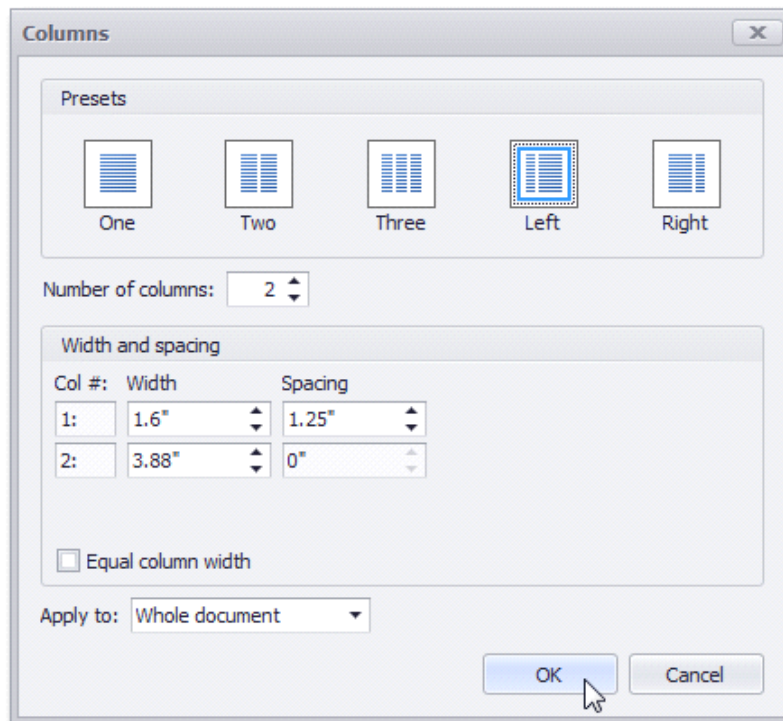 Columns
Presets
One Two Three Left Right
Number of columns: 2
Width and spacing
Col #: Width Spacing
1: 1.6" 1.25"
2: 3.88" 0"
Equal column width
Apply to: Whole document
OK Cancel